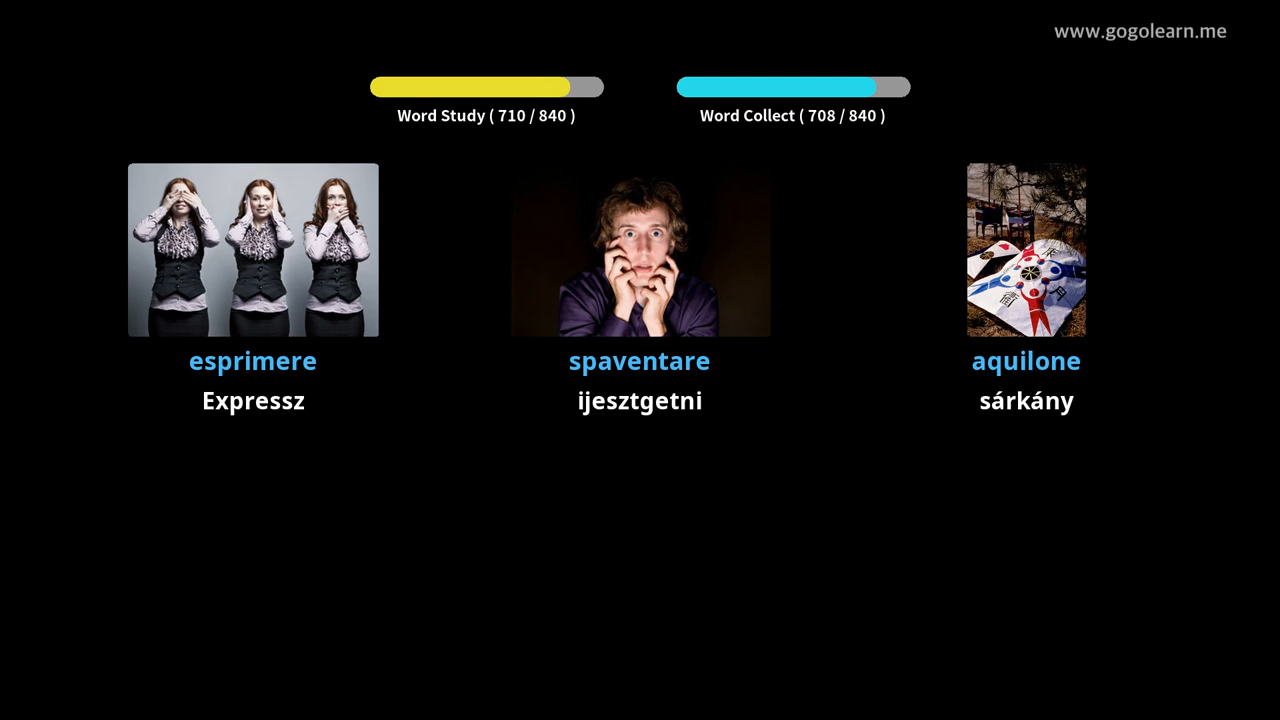 www.gogolearn.me
Word Study ( 710 / 840 )
Word Collect ( 708 / 840 )
esprimere
Expressz
spaventare
ijesztgetni
aquilone
sárkány